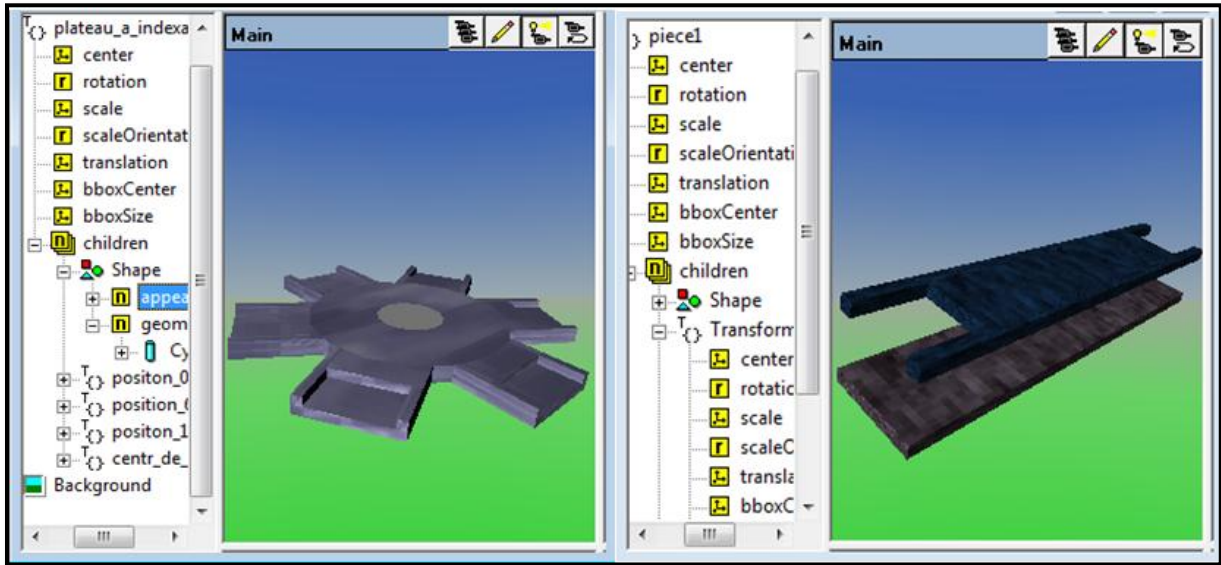 plateau_a_indexa
center
rotation
scale
scaleOrientat
translation
bboxCenter
bboxSize
children
Shape
appea
geom
Cy
positon_0
position_(
positon_1
centr_de_
Background
Main
piece1
center
rotation
scale
scaleOrientati
translation
bboxCenter
bboxSize
children
Shape
Transform
center
rotatic
scale
scaleC
transla
bboxC
Main